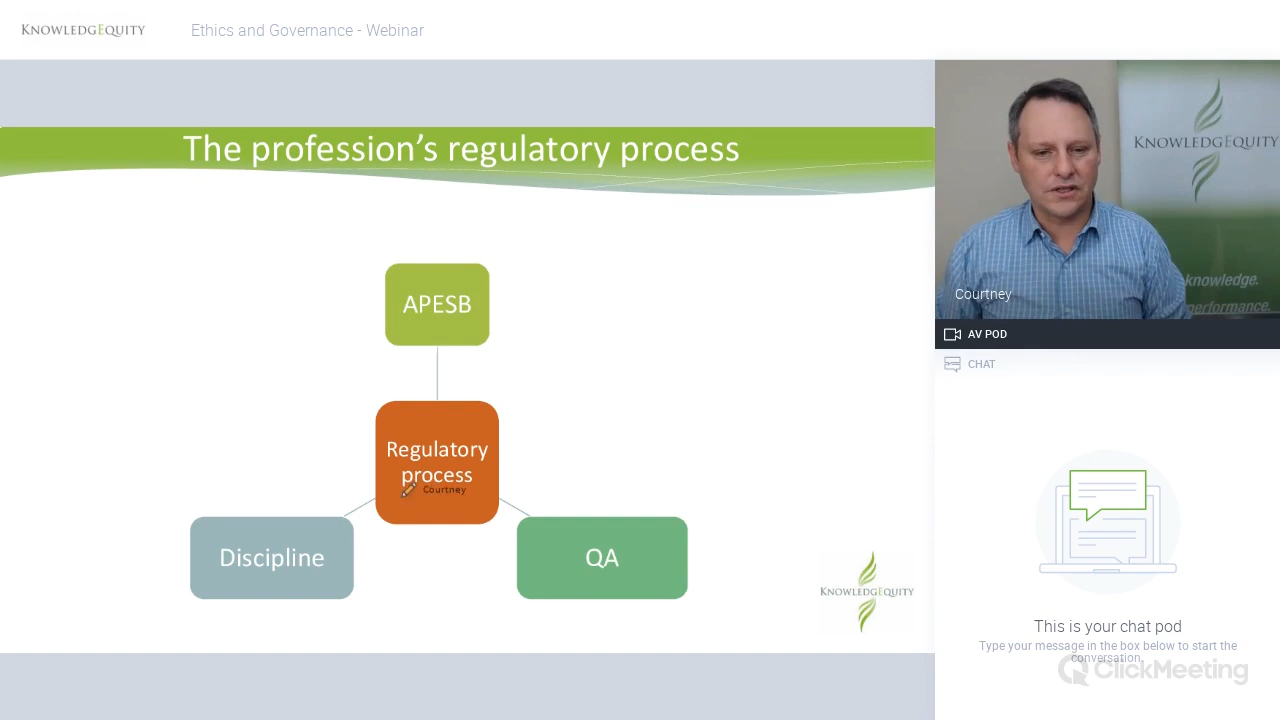 KNOWLEDGEQUITY
Ethics and Governance - Webinar
The profession's regulatory process
APESB
Regulatory
process
Courtney
Discipline
QA
KNOWLEDGEQUITY
KNOWLEDGEQUITY
knowledge.
performance.
Courtney
AV POD
CHAT
This is your chat pod
Type your message in the box below to start the
conversation.
ClickMeeting